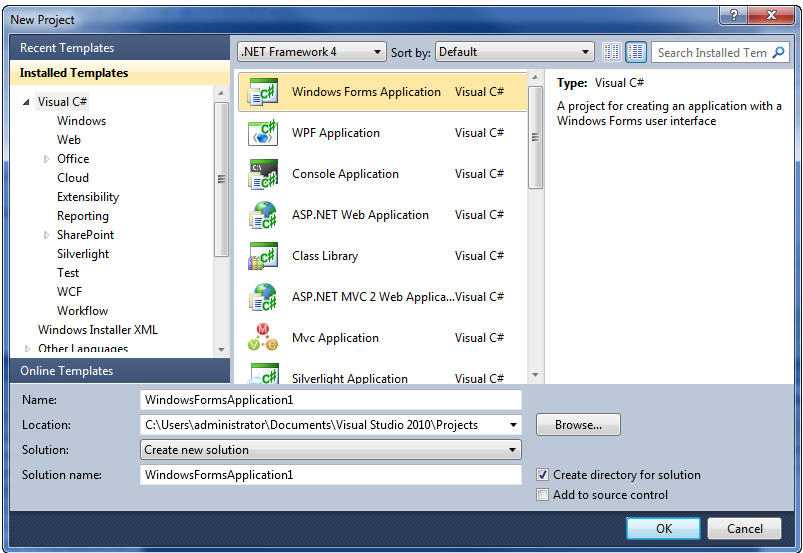 New Project
Recent Templates
Installed Templates
Visual C#
Windows
Web
Office
Cloud
Extensibility
Reporting
SharePoint
Silverlight
Test
WCF
Workflow
Windows Installer XML
Other Languages
Online Templates
.NET Framework 4 Sort by: Default Search Installed Tem
Windows Forms Application Visual C#
WPF Application Visual C#
Console Application Visual C#
ASP.NET Web Application Visual C#
Class Library Visual C#
ASP.NET MVC 2 Web Applica... Visual C#
Mvc Application Visual C#
Silverlight Application Visual C#
Type: Visual C#
A project for creating an application with a
Windows Forms user interface
Name: WindowsFormsApplication1
Location: C:\Users\administrator\Documents\Visual Studio 2010\Projects Browse...
Solution: Create new solution
Solution name: WindowsFormsApplication1
Create directory for solution
Add to source control
OK Cancel